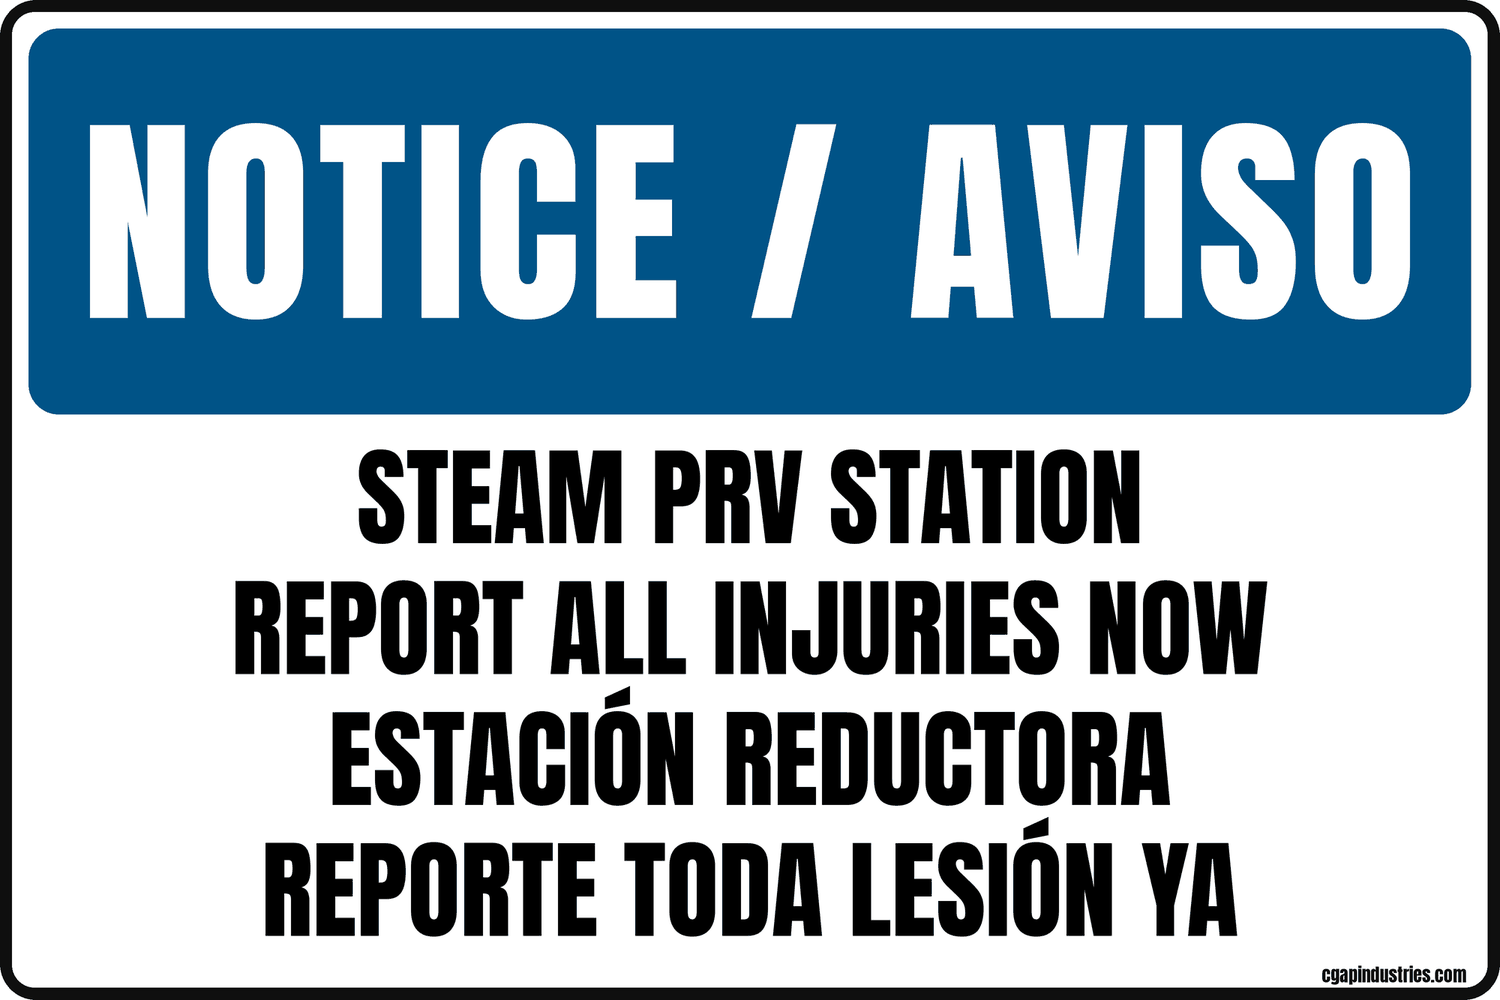 NOTICE / AVISO
STEAM PRV STATION
REPORT ALL INJURIES NOW
ESTACIÓN REDUCTORA
REPORTE TODA LESIÓN YA
cgapindustries.com